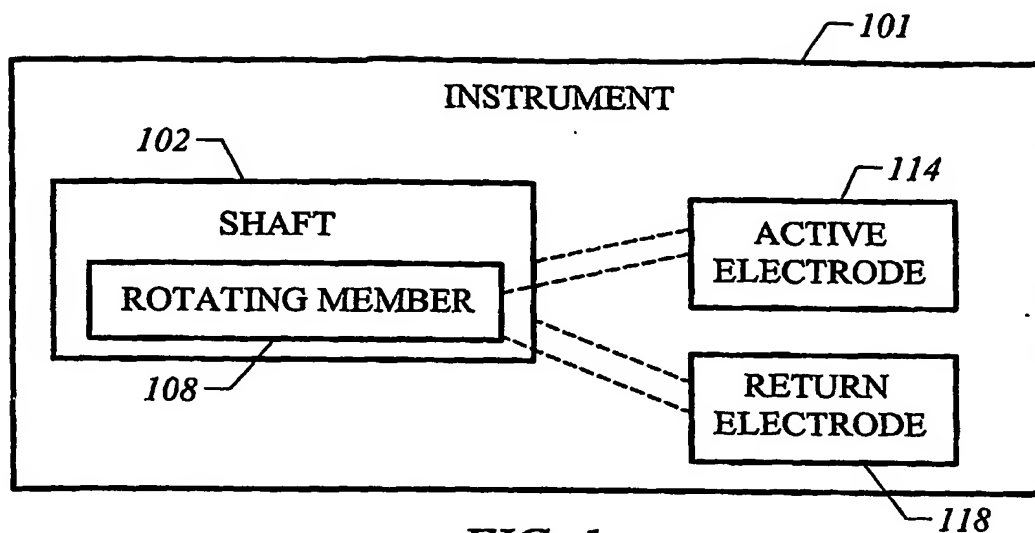 101
INSTRUMENT
102
114
SHAFT
ACTIVE
ELECTRODE
ROTATING MEMBER
108
RETURN
ELECTRODE
118